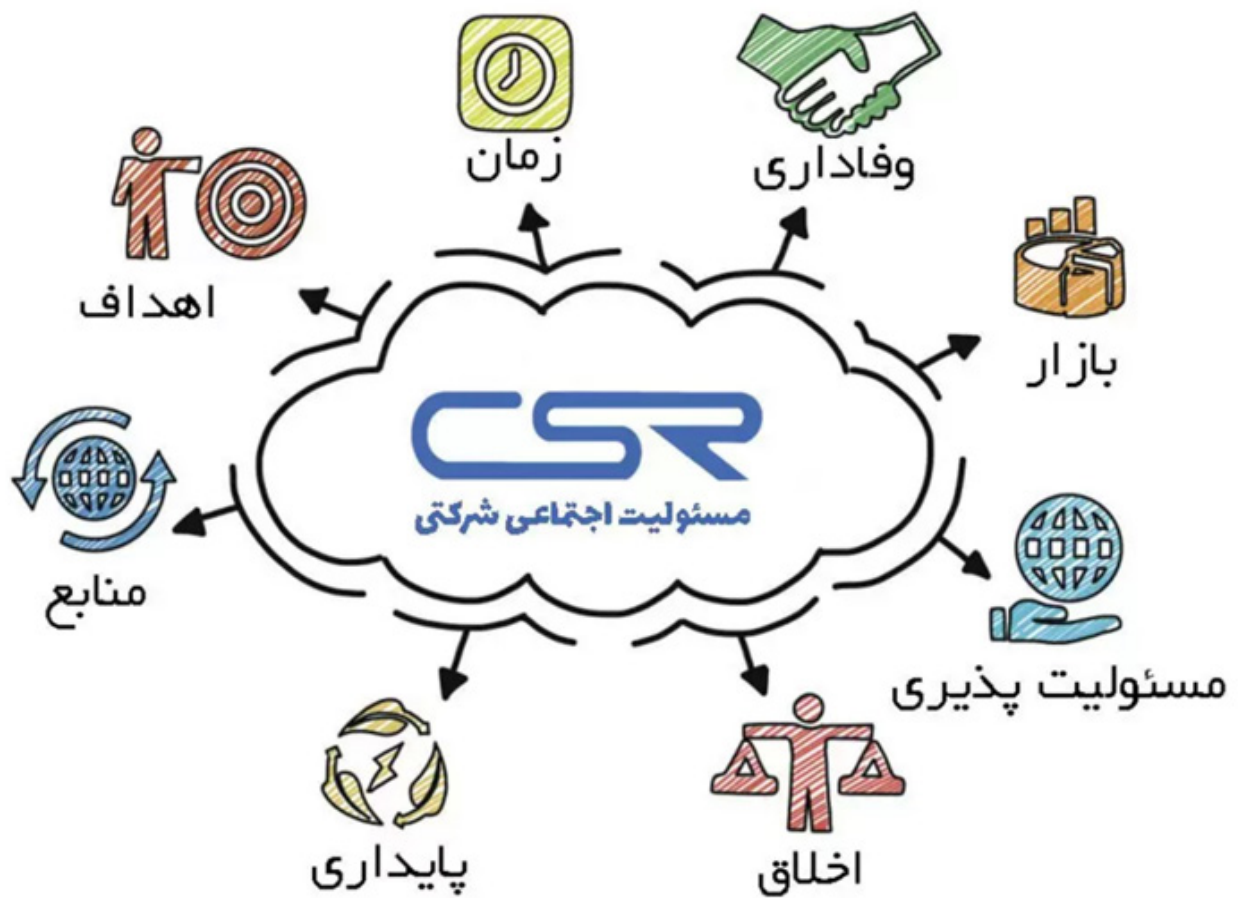 زمان
وفاداری
اهداف
بازار
CSR
مسئولیت اجتماعی شرکتی
منابع
مسئولیت پذیری
پایداری
اخلاق